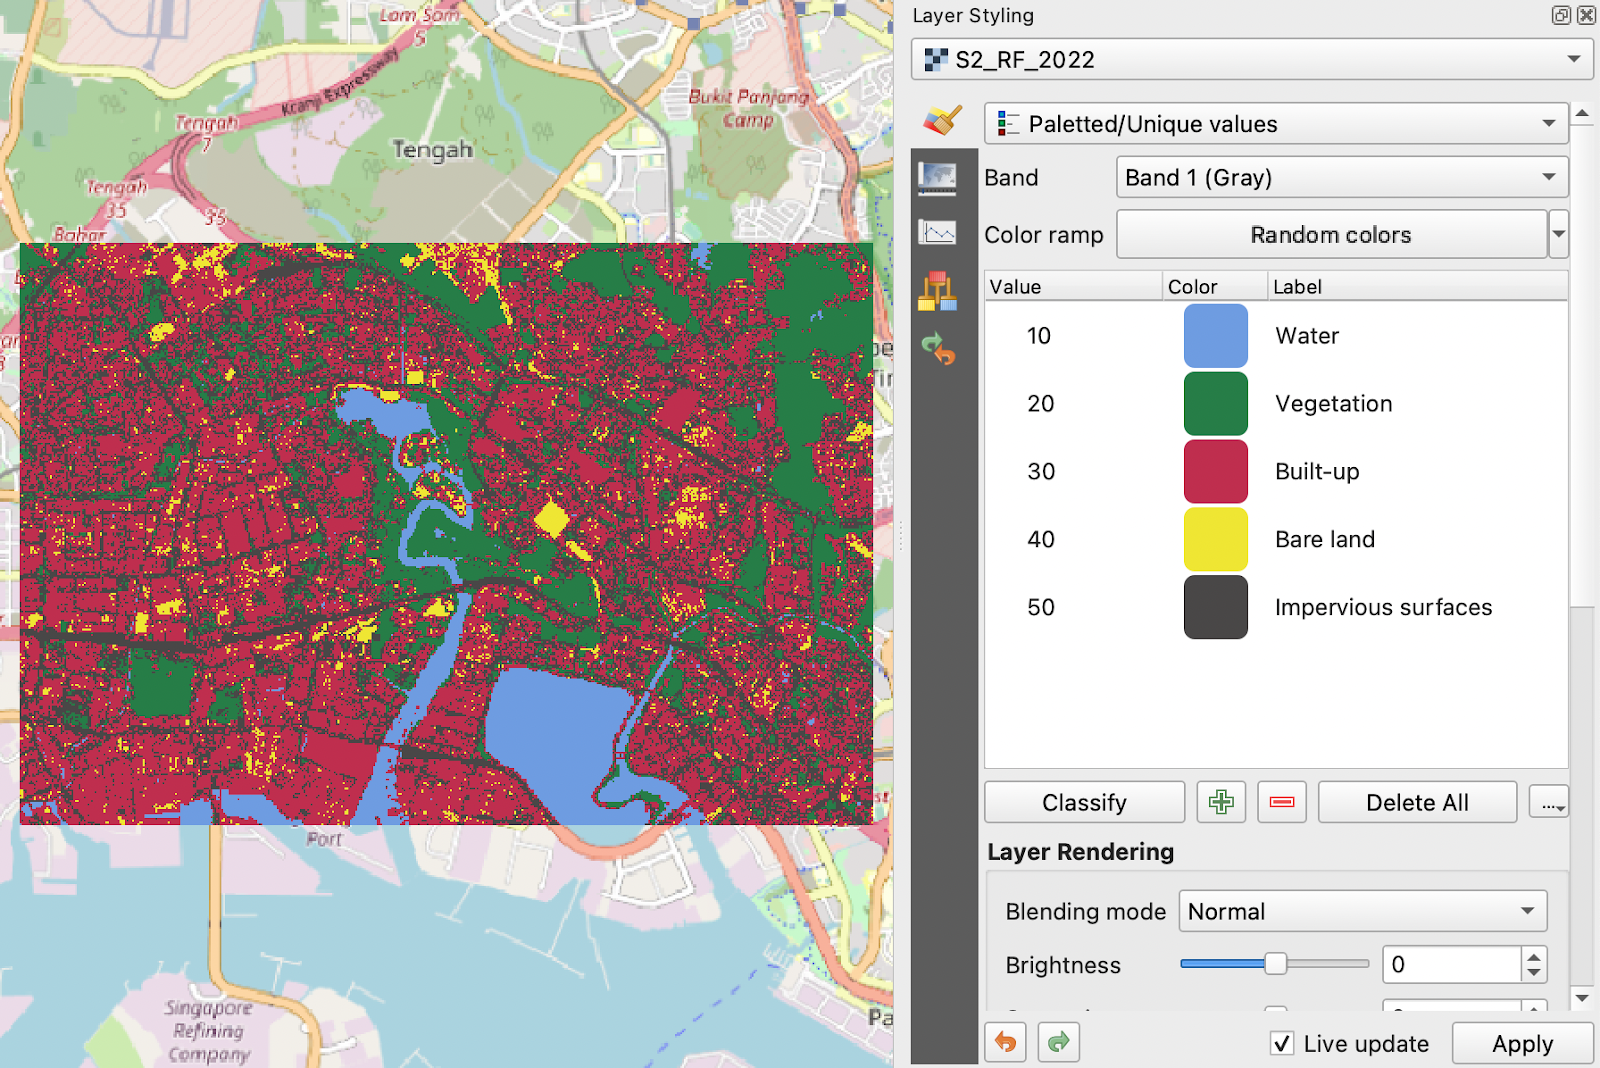 Lam Sam
5
Kranji Expressway
Tengah
7
Tengah
Bukit Panjang
Camp
Tengah
35
35
Bahar
Port
Singapore
Refining
Company
Pa
Layer Styling
S2_RF_2022
Paletted/Unique values
Band
Band 1 (Gray)
Color ramp
Random colors
Value Color Label
10 Water
20 Vegetation
30 Built-up
40 Bare land
50 Impervious surfaces
Classify
Delete All
...
Layer Rendering
Blending mode
Normal
Brightness
0
Live update
Apply